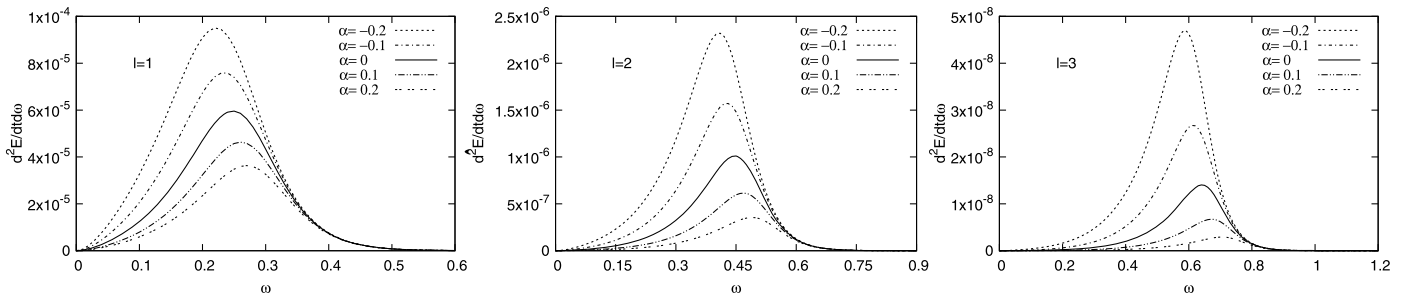 d²E/dtdω
1x10⁻⁴
8x10⁻⁵
6x10⁻⁵
4x10⁻⁵
2x10⁻⁵
0
l=1
α= −0.2
α= −0.1
α= 0
α= 0.1
α= 0.2
0 0.1 0.2 0.3 0.4 0.5 0.6
ω
d²E/dtdω
2.5x10⁻⁶
2x10⁻⁶
1.5x10⁻⁶
1x10⁻⁶
5x10⁻⁷
0
l=2
α= −0.2
α= −0.1
α= 0
α= 0.1
α= 0.2
0 0.15 0.3 0.45 0.6 0.75 0.9
ω
d²E/dtdω
5x10⁻⁸
4x10⁻⁸
3x10⁻⁸
2x10⁻⁸
1x10⁻⁸
0
l=3
α= −0.2
α= −0.1
α= 0
α= 0.1
α= 0.2
0 0.2 0.4 0.6 0.8 1 1.2
ω